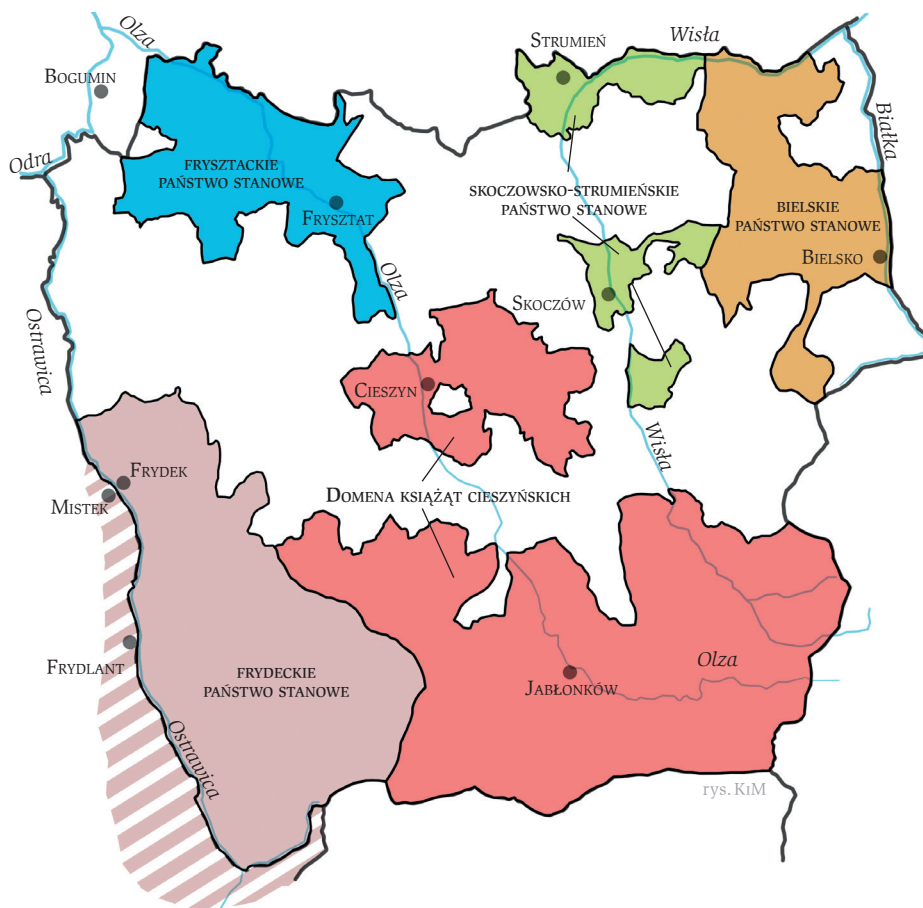 Olza
Bogumin
Odra
Strumień
Wisła
Białka
FRYSZTACKIE
PAŃSTWO STANOWE
Frysztat
SKOCZOWSKO-STRUMIEŃSKIE
PAŃSTWO STANOWE
BIELSKIE
PAŃSTWO STANOWE
Bielsko
Olza
Skoczów
Ostrawica
Cieszyn
Wisła
Frydek
Mistek
Domena książąt cieszyńskich
Frydlant
FRYDECKIE
PAŃSTWO STANOWE
Olza
Jabłonków
Ostrawica
rys. KiM